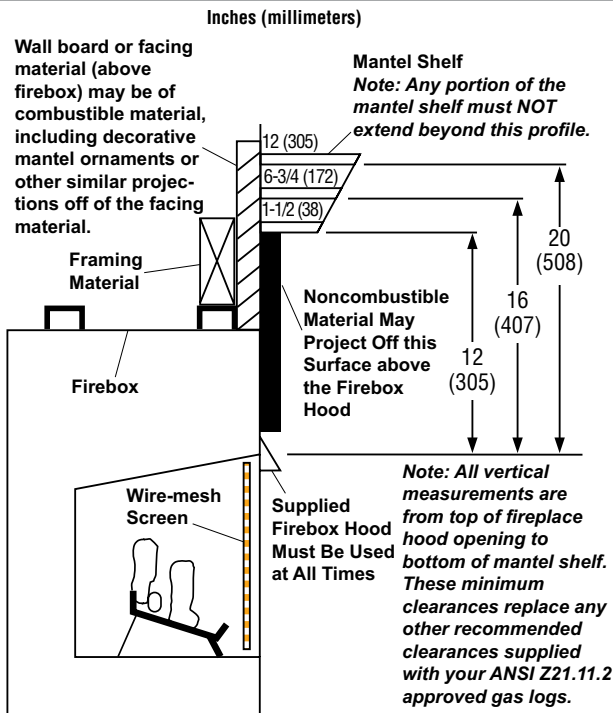 Inches (millimeters)
Wall board or facing
material (above
firebox) may be of
combustible material,
including decorative
mantel ornaments or
other similar projec-
tions off of the facing
material.
Mantel Shelf
Note: Any portion of the
mantel shelf must NOT
extend beyond this profile.
12 (305)
6-3/4 (172)
1-1/2 (38)
20
(508)
16
(407)
12
(305)
Framing
Material
Noncombustible
Material May
Project Off this
Surface above
the Firebox
Hood
Firebox
Wire-mesh
Screen
Supplied
Firebox Hood
Must Be Used
at All Times
Note: All vertical
measurements are
from top of fireplace
hood opening to
bottom of mantel shelf.
These minimum
clearances replace any
other recommended
clearances supplied
with your ANSI Z21.11.2
approved gas logs.